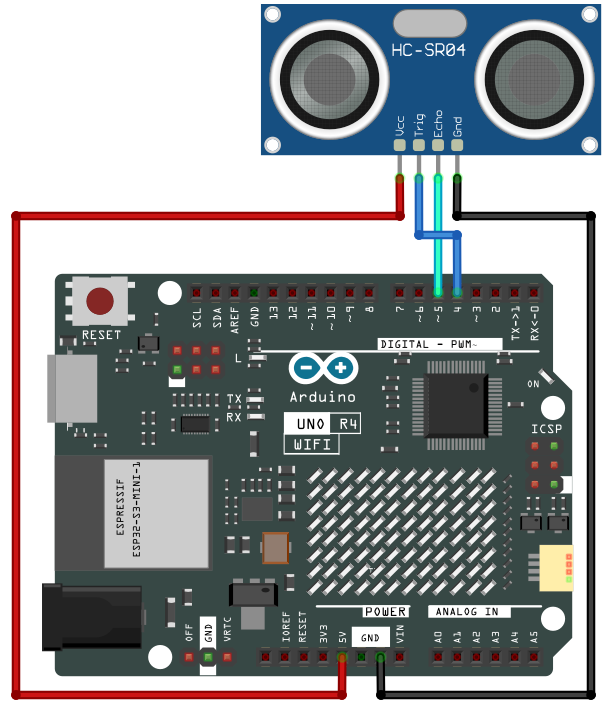 HC-SR04
Vcc
Trig
Echo
Gnd
RESET
SCL
SDA
AREF
GND
13
12
~11
~10
~9
8
7
~6
~5
4
~3
2
TX->1
RX<-0
DIGITAL - PWM~
L
TX
RX
ON
Arduino
UNO R4
WIFI
ICSP
ESPRESSIF
ESP32-S3-MINI-1
POWER
ANALOG IN
OFF
GND
VRTC
IOREF
RESET
3V3
5V
GND
VIN
A0
A1
A2
A3
A4
A5